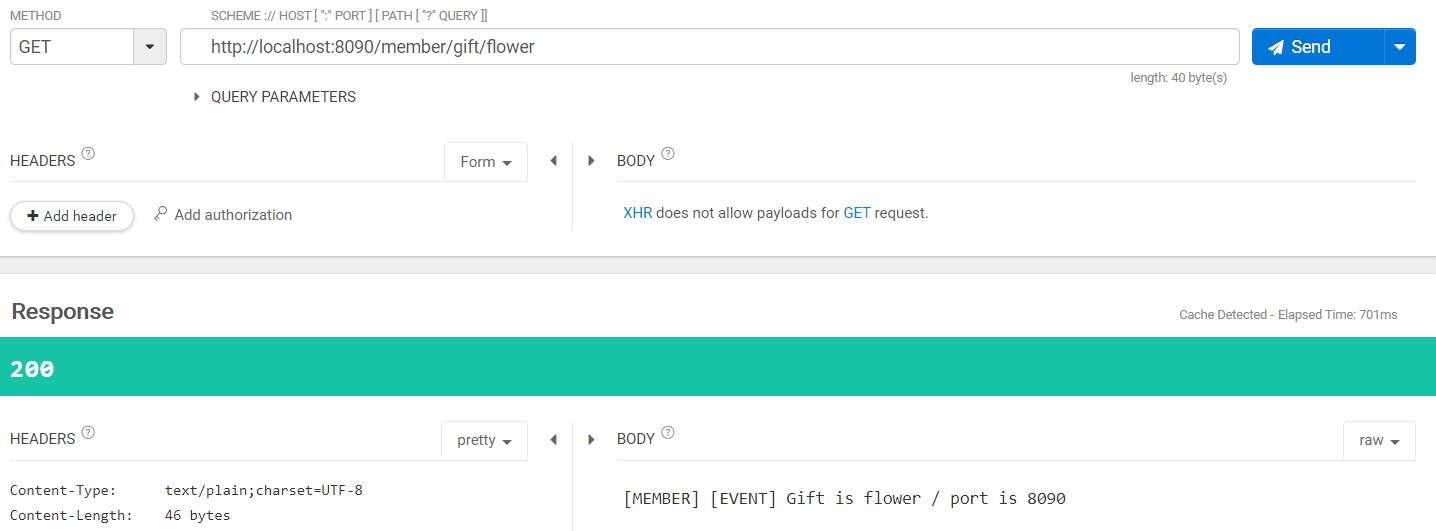 METHOD
SCHEME :// HOST [ ":" PORT ] [ PATH [ "?" QUERY ]]
GET
http://localhost:8090/member/gift/flower
Send
length: 40 byte(s)
QUERY PARAMETERS
HEADERS ?
Form
BODY ?
Add header
Add authorization
XHR does not allow payloads for GET request.
Response
Cache Detected - Elapsed Time: 701ms
200
HEADERS ?
pretty
BODY ?
raw
Content-Type: text/plain;charset=UTF-8
Content-Length: 46 bytes
[MEMBER] [EVENT] Gift is flower / port is 8090